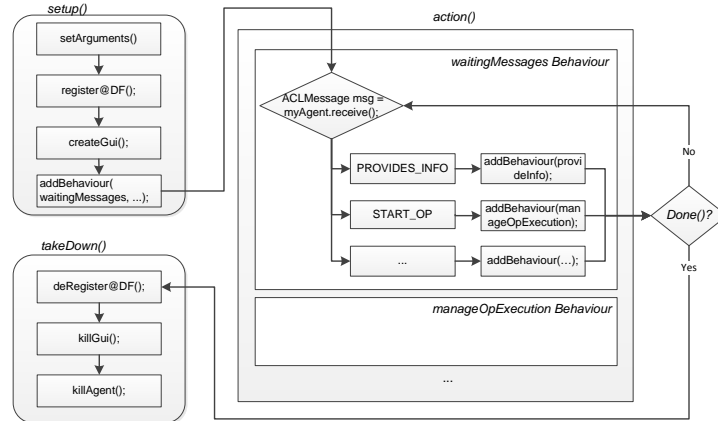 setup()
setArguments()
register@DF();
createGui();
addBehaviour(
waitingMessages, ...);
takeDown()
deRegister@DF();
killGui();
killAgent();
action()
waitingMessages Behaviour
ACLMessage msg =
myAgent.receive();
PROVIDES_INFO
addBehaviour(provi
deInfo);
START_OP
addBehaviour(man
ageOpExecution);
...
addBehaviour(...);
manageOpExecution Behaviour
...
No
Done()?
Yes